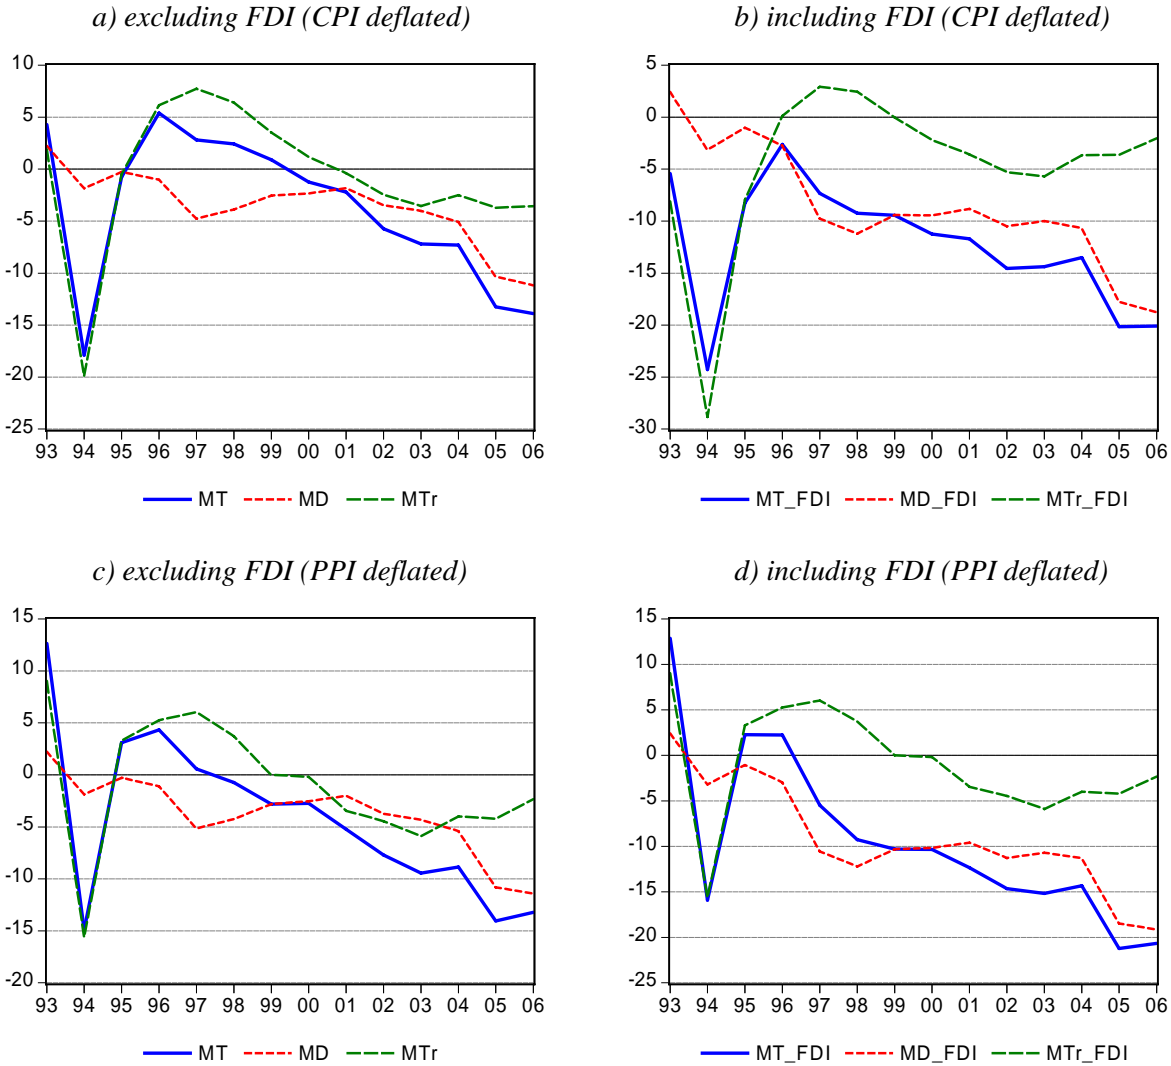 a) excluding FDI (CPI deflated)
10
5
0
-5
-10
-15
-20
-25
93 94 95 96 97 98 99 00 01 02 03 04 05 06
MT MD MTr
b) including FDI (CPI deflated)
5
0
-5
-10
-15
-20
-25
-30
93 94 95 96 97 98 99 00 01 02 03 04 05 06
MT_FDI MD_FDI MTr_FDI
c) excluding FDI (PPI deflated)
15
10
5
0
-5
-10
-15
-20
93 94 95 96 97 98 99 00 01 02 03 04 05 06
MT MD MTr
d) including FDI (PPI deflated)
15
10
5
0
-5
-10
-15
-20
-25
93 94 95 96 97 98 99 00 01 02 03 04 05 06
MT_FDI MD_FDI MTr_FDI